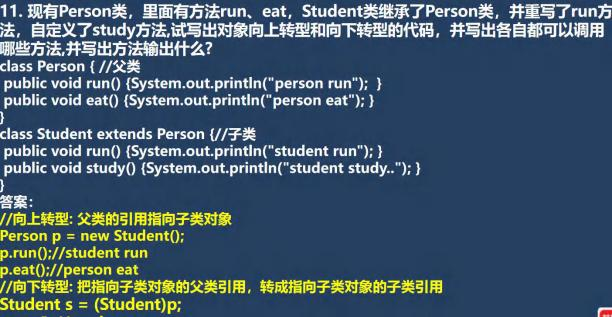 11. 现有Person类，里面有方法run、eat，Student类继承了Person类，并重写了run方
法，自定义了study方法,试写出对象向上转型和向下转型的代码，并写出各自都可以调用
哪些方法,并写出方法输出什么?
class Person { //父类
public void run() {System.out.println("person run"); }
public void eat() {System.out.println("person eat"); }
}
class Student extends Person {//子类
public void run() {System.out.println("student run"); }
public void study() {System.out.println("student study.."); }
}
答案：
//向上转型: 父类的引用指向子类对象
Person p = new Student();
p.run();//student run
p.eat();//person eat
//向下转型: 把指向子类对象的父类引用，转成指向子类对象的子类引用
Student s = (Student)p;